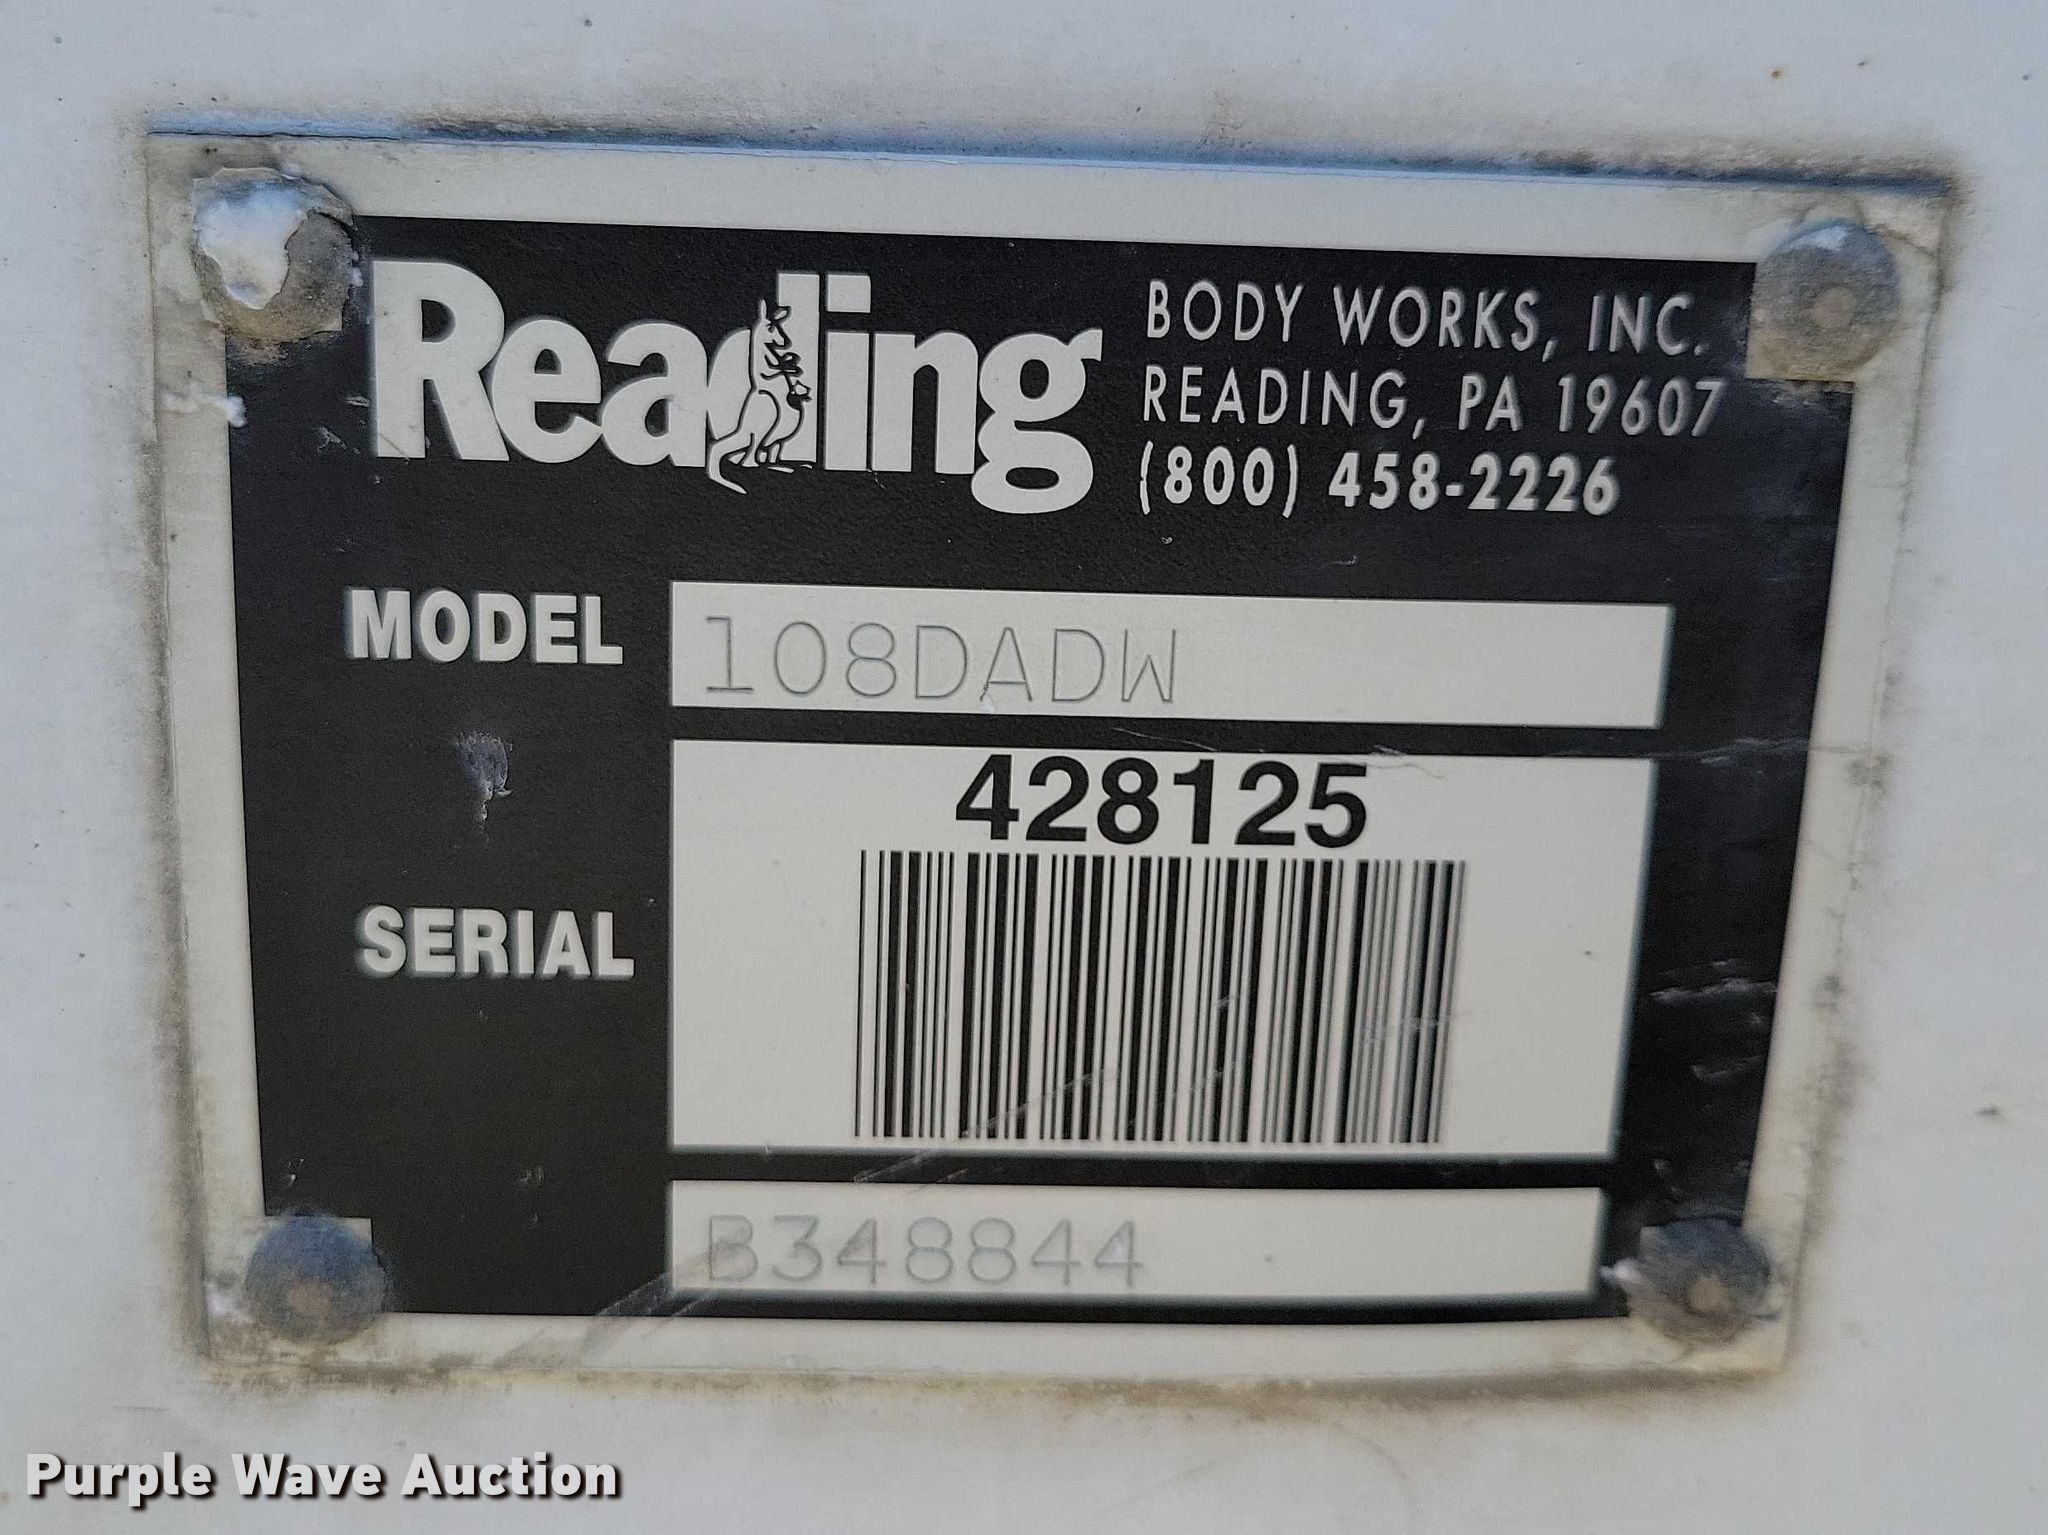 Reading
BODY WORKS, INC.
READING, PA 19607
(800) 458-2226
MODEL 108DADW
428125
SERIAL
B348844
Purple Wave Auction